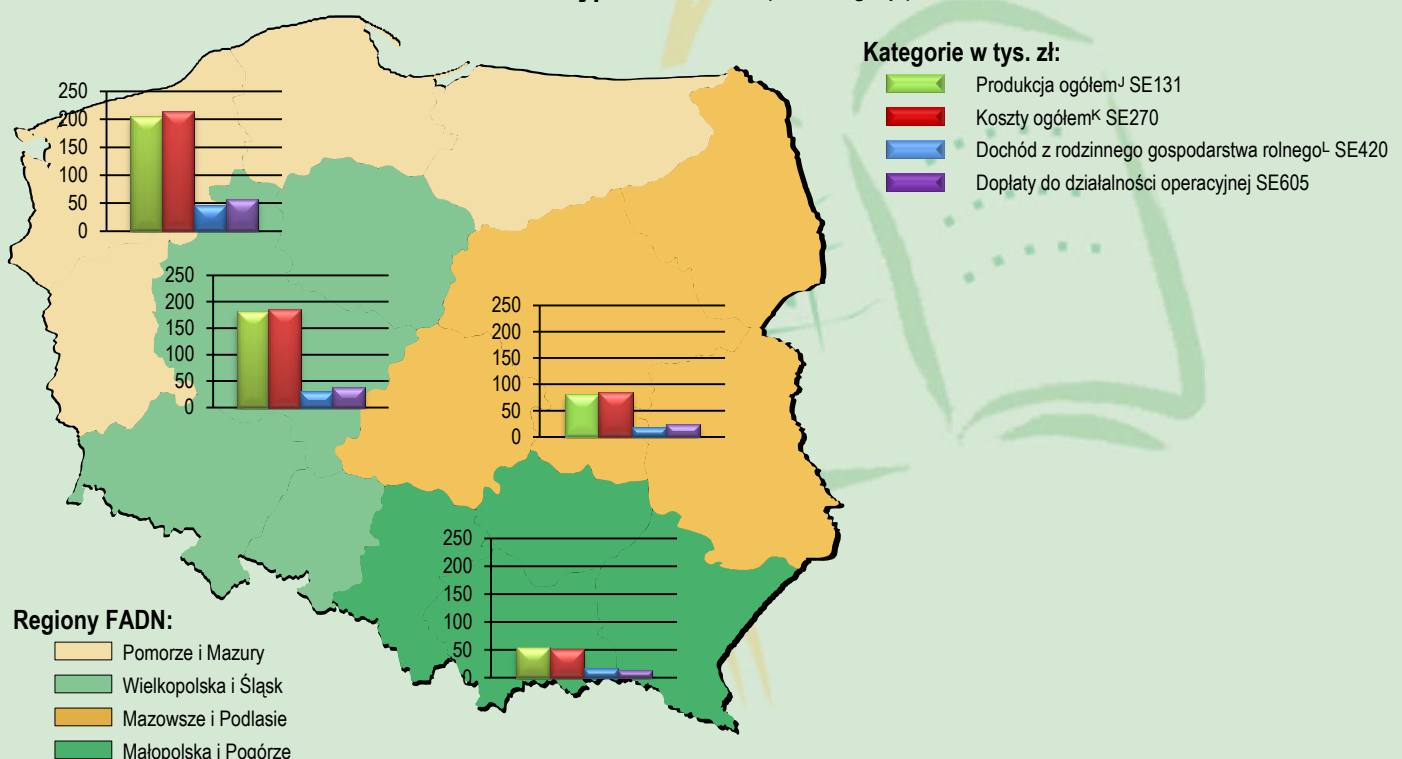 Kategorie w tys. zł:
Produkcja ogółemᴶ SE131
Koszty ogółemᴷ SE270
Dochód z rodzinnego gospodarstwa rolnegoᴸ SE420
Dopłaty do działalności operacyjnej SE605
250
200
150
100
50
0
250
200
150
100
50
0
250
200
150
100
50
0
250
200
150
100
50
0
Regiony FADN:
Pomorze i Mazury
Wielkopolska i Śląsk
Mazowsze i Podlasie
Małopolska i Pogórze